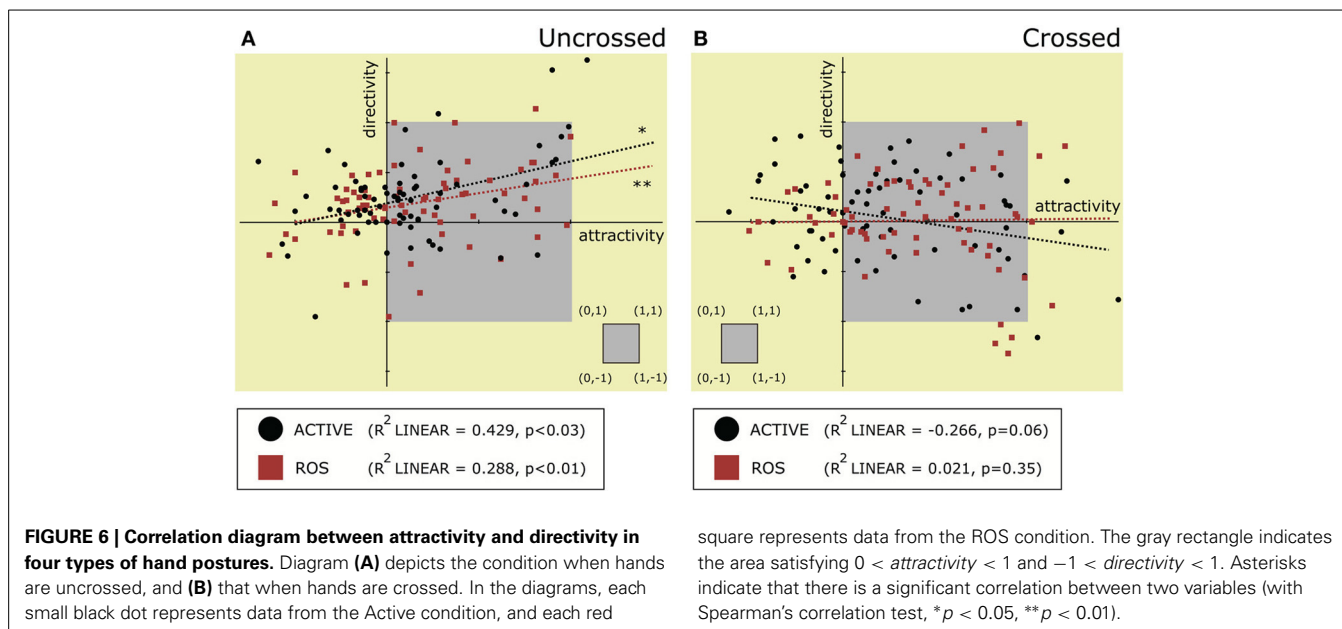 A
Uncrossed
directivity
*
**
attractivity
(0,1) (1,1)
(0,-1) (1,-1)
ACTIVE (R² LINEAR = 0.429, p<0.03)
ROS (R² LINEAR = 0.288, p<0.01)
B
Crossed
directivity
attractivity
(0,1) (1,1)
(0,-1) (1,-1)
ACTIVE (R² LINEAR = -0.266, p=0.06)
ROS (R² LINEAR = 0.021, p=0.35)
FIGURE 6 | Correlation diagram between attractivity and directivity in
four types of hand postures. Diagram (A) depicts the condition when hands
are uncrossed, and (B) that when hands are crossed. In the diagrams, each
small black dot represents data from the Active condition, and each red
square represents data from the ROS condition. The gray rectangle indicates
the area satisfying 0 < attractivity < 1 and −1 < directivity < 1. Asterisks
indicate that there is a significant correlation between two variables (with
Spearman's correlation test, *p < 0.05, **p < 0.01).